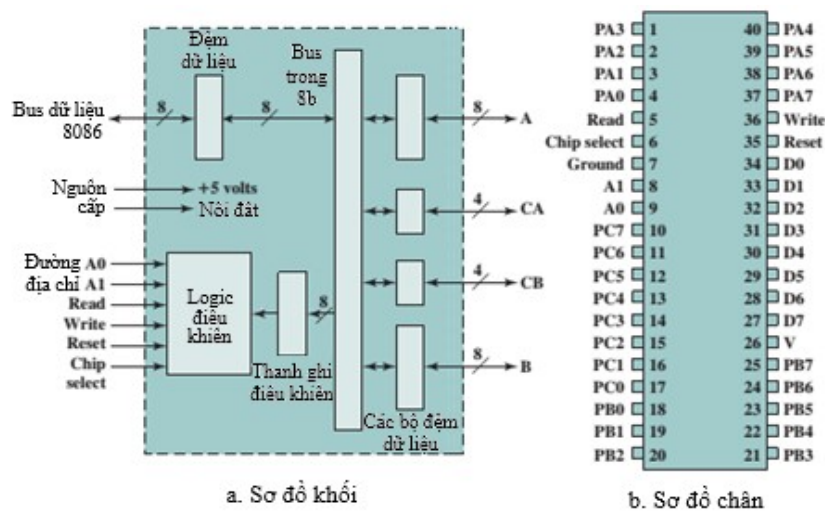 Đệm
dữ liệu
Bus
trong
8b
Bus dữ liệu
8086
8
8
8
A
Nguồn
cấp
+5 volts
Nôi đât
4
CA
Đường
địa chỉ
A0
A1
Read
Write
Reset
Chip
select
Logic
điêu
khiên
8
4
CB
8
B
Thanh ghi
điêu khiên
Các bộ đệm
dữ liệu
a. Sơ đồ khối
PA3 1 40 PA4
PA2 2 39 PA5
PA1 3 38 PA6
PA0 4 37 PA7
Read 5 36 Write
Chip select 6 35 Reset
Ground 7 34 D0
A1 8 33 D1
A0 9 32 D2
PC7 10 31 D3
PC6 11 30 D4
PC5 12 29 D5
PC4 13 28 D6
PC3 14 27 D7
PC2 15 26 V
PC1 16 25 PB7
PC0 17 24 PB6
PB0 18 23 PB5
PB1 19 22 PB4
PB2 20 21 PB3
b. Sơ đồ chân